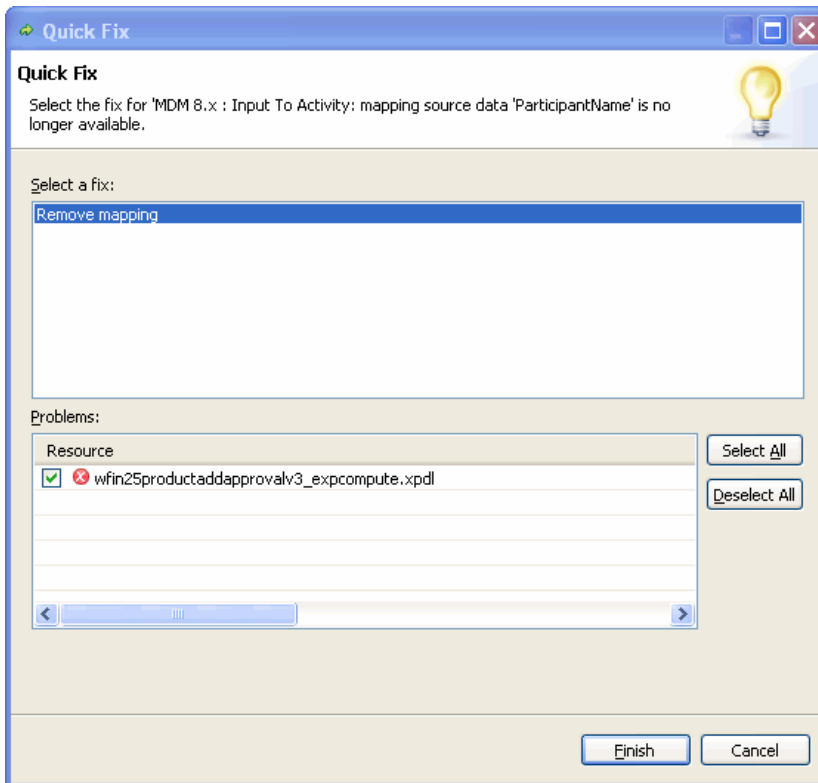 Quick Fix
Quick Fix
Select the fix for 'MDM 8.x : Input To Activity: mapping source data 'ParticipantName' is no
longer available.
Select a fix:
Remove mapping
Problems:
Resource
Select All
wfin25productaddapprovalv3_expcompute.xpdl
Deselect All
Finish
Cancel